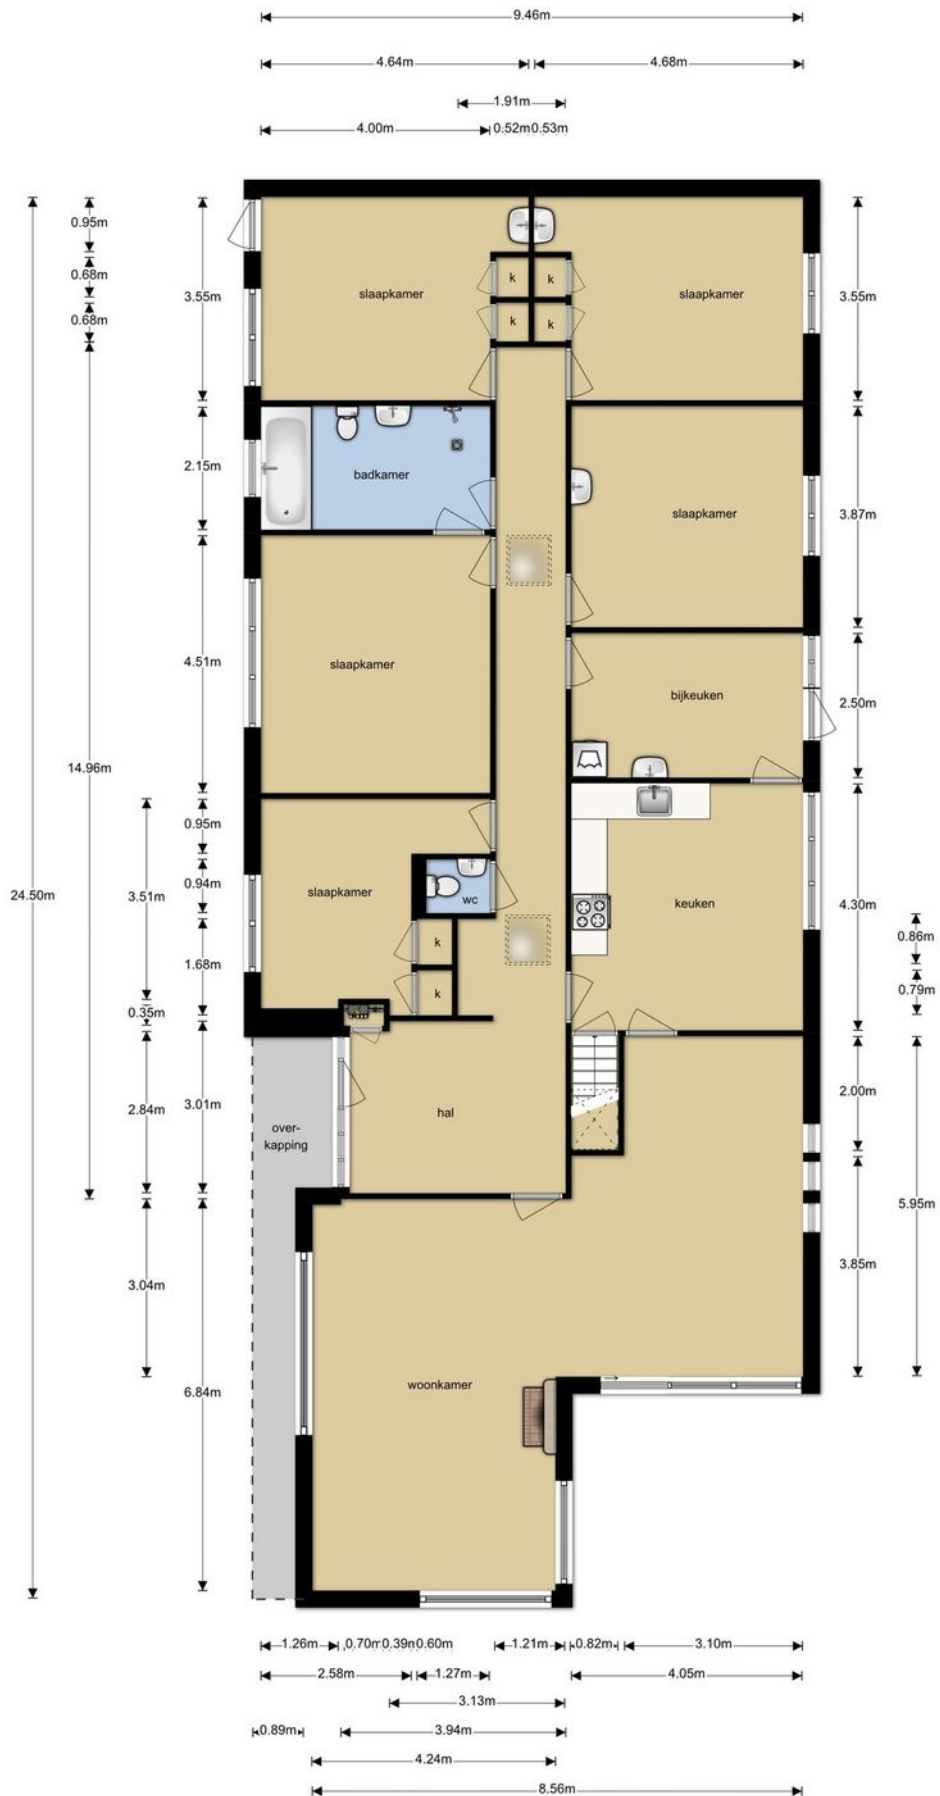 9.46m
4.64m
4.68m
1.91m
4.00m
0.52m
0.53m
0.95m
0.68m
0.68m
3.55m
slaapkamer
k
k
k
k
slaapkamer
3.55m
2.15m
badkamer
slaapkamer
3.87m
4.51m
slaapkamer
bijkeuken
2.50m
14.96m
0.95m
24.50m
3.51m
0.94m
slaapkamer
wc
keuken
4.30m
0.86m
1.68m
k
k
0.79m
0.35m
2.84m
3.01m
over-
kapping
hal
2.00m
5.95m
3.04m
3.85m
6.84m
woonkamer
1.26m
0.70m
0.39m
0.60m
1.21m
0.82m
3.10m
2.58m
1.27m
4.05m
3.13m
0.89m
3.94m
4.24m
8.56m